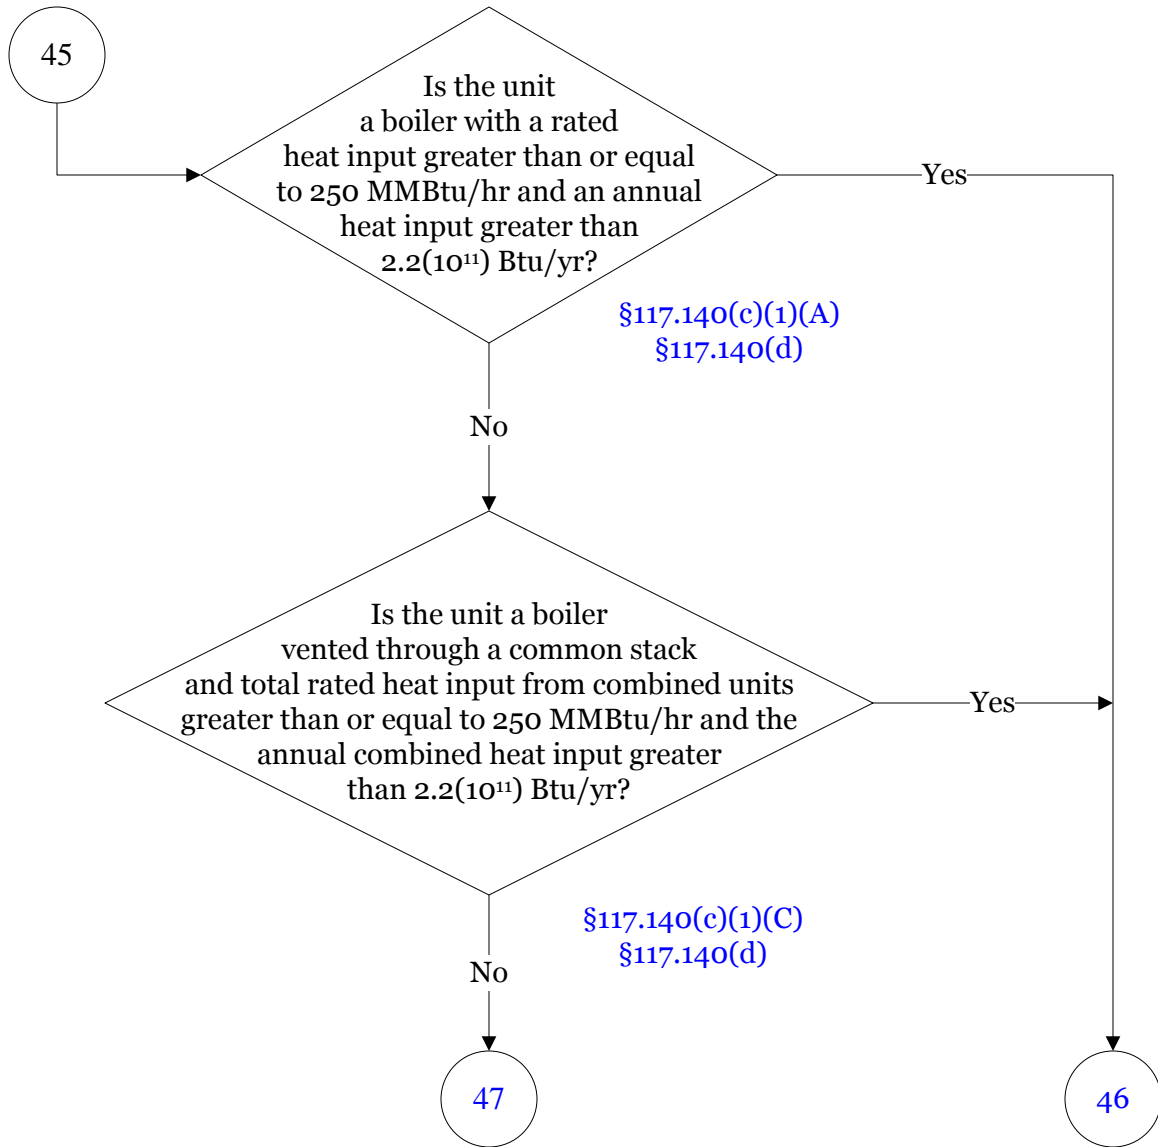 45
Is the unit
a boiler with a rated
heat input greater than or equal
to 250 MMBtu/hr and an annual
heat input greater than
2.2(10¹¹) Btu/yr?
Yes
§117.140(c)(1)(A)
§117.140(d)
No
Is the unit a boiler
vented through a common stack
and total rated heat input from combined units
greater than or equal to 250 MMBtu/hr and the
annual combined heat input greater
than 2.2(10¹¹) Btu/yr?
Yes
§117.140(c)(1)(C)
§117.140(d)
No
47
46